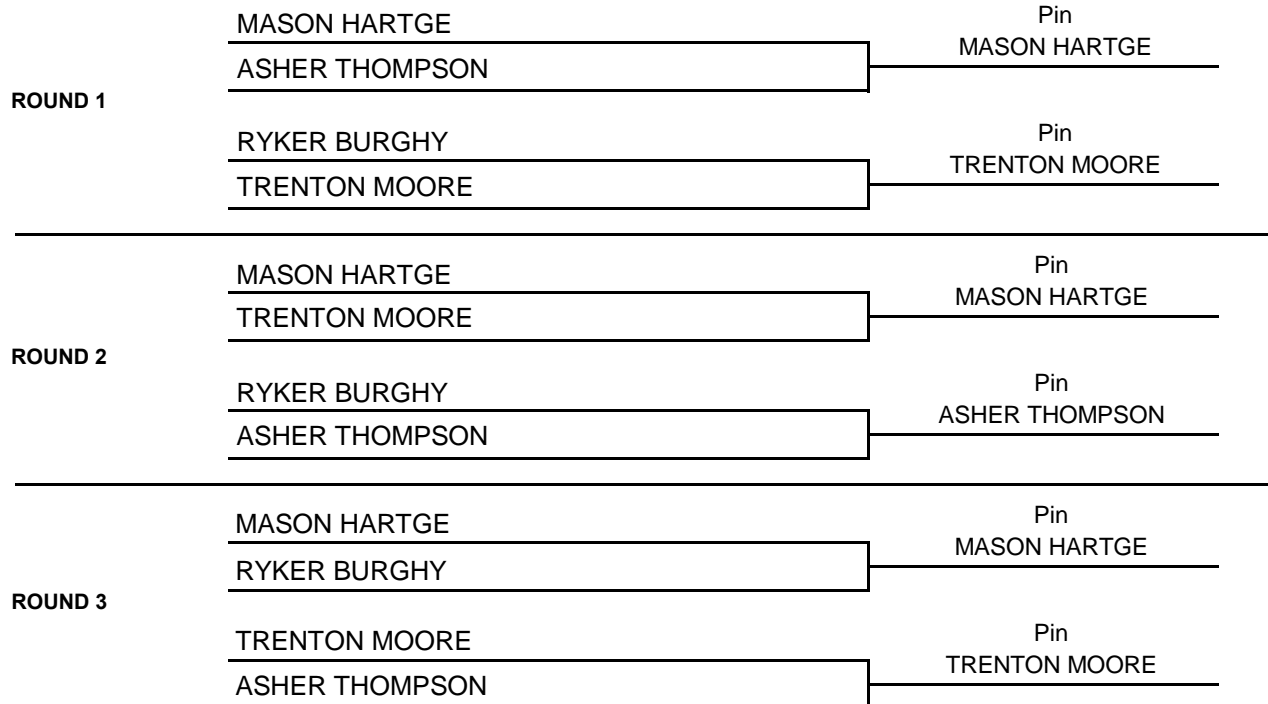 MASON HARTGE
Pin
MASON HARTGE
ASHER THOMPSON
ROUND 1
RYKER BURGHY
Pin
TRENTON MOORE
TRENTON MOORE
MASON HARTGE
Pin
MASON HARTGE
TRENTON MOORE
ROUND 2
RYKER BURGHY
Pin
ASHER THOMPSON
ASHER THOMPSON
MASON HARTGE
Pin
MASON HARTGE
RYKER BURGHY
ROUND 3
TRENTON MOORE
Pin
TRENTON MOORE
ASHER THOMPSON